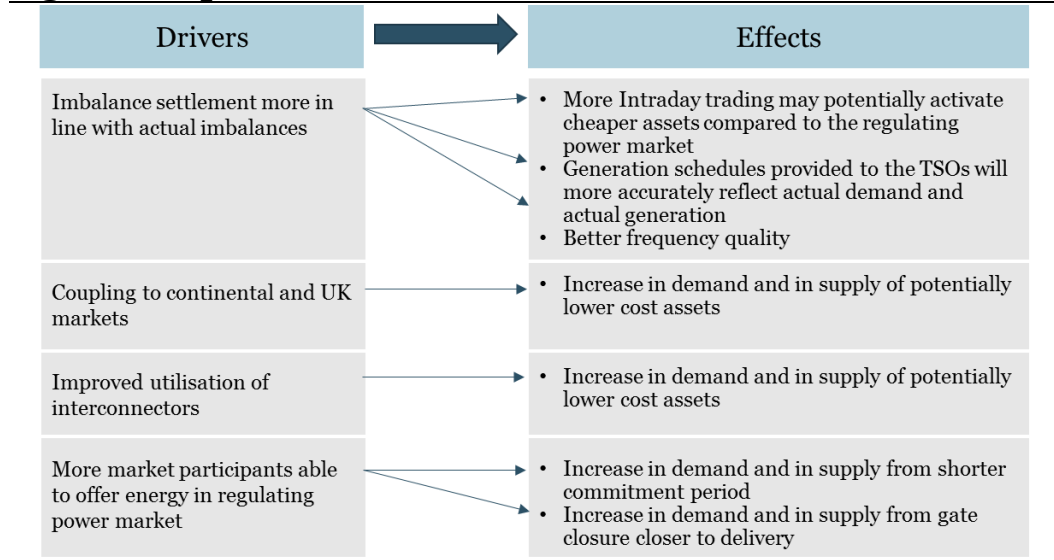 Drivers
Effects
Imbalance settlement more in
line with actual imbalances
• More Intraday trading may potentially activate
cheaper assets compared to the regulating
power market
• Generation schedules provided to the TSOs will
more accurately reflect actual demand and
actual generation
• Better frequency quality
Coupling to continental and UK
markets
• Increase in demand and in supply of potentially
lower cost assets
Improved utilisation of
interconnectors
• Increase in demand and in supply of potentially
lower cost assets
More market participants able
to offer energy in regulating
power market
• Increase in demand and in supply from shorter
commitment period
• Increase in demand and in supply from gate
closure closer to delivery